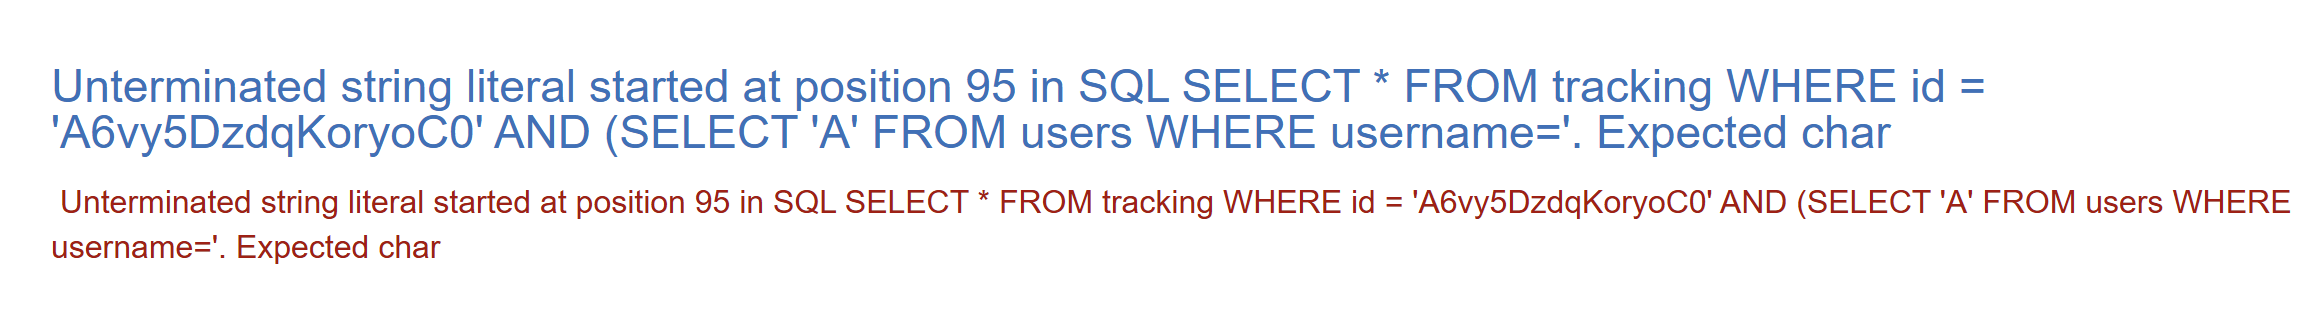 Unterminated string literal started at position 95 in SQL SELECT * FROM tracking WHERE id =
'A6vy5DzdqKoryoC0' AND (SELECT 'A' FROM users WHERE username='. Expected char
Unterminated string literal started at position 95 in SQL SELECT * FROM tracking WHERE id = 'A6vy5DzdqKoryoC0' AND (SELECT 'A' FROM users WHERE
username='. Expected char